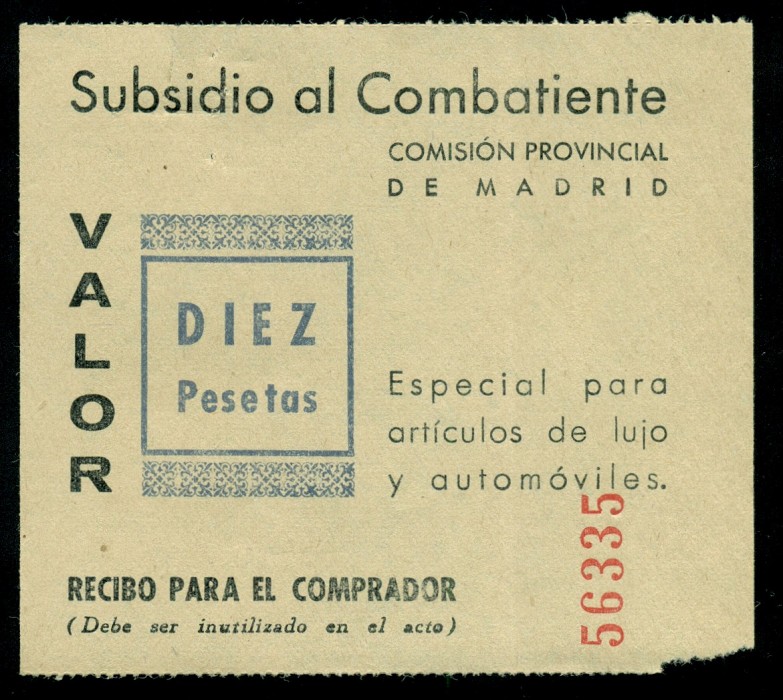 Subsidio al Combatiente
COMISIÓN PROVINCIAL
DE MADRID
VALOR
DIEZ
Pesetas
Especial para
artículos de lujo
y automóviles.
56335
RECIBO PARA EL COMPRADOR
(Debe ser inutilizado en el acto)